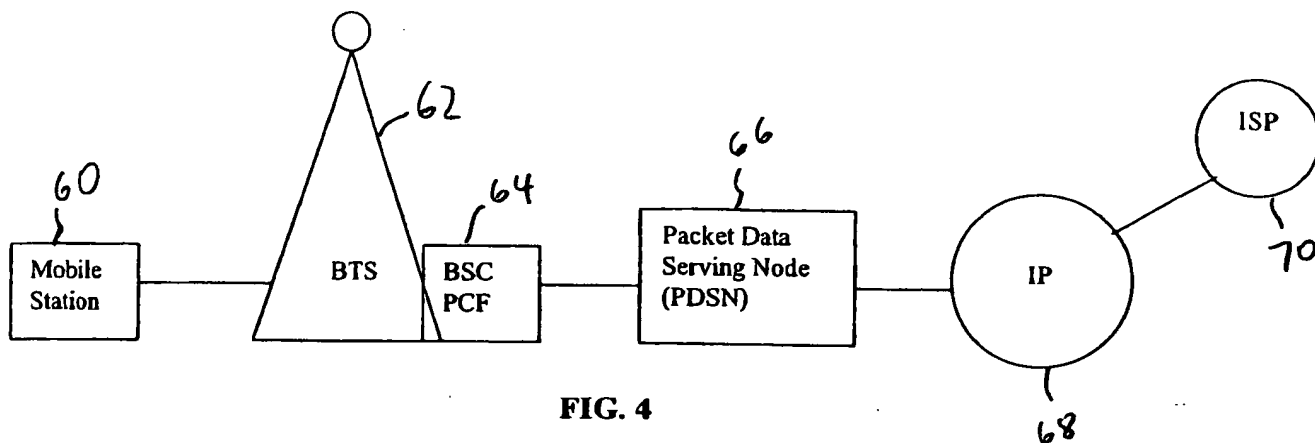 60
Mobile
Station
BTS
62
64
BSC
PCF
66
Packet Data
Serving Node
(PDSN)
IP
68
ISP
70
FIG. 4